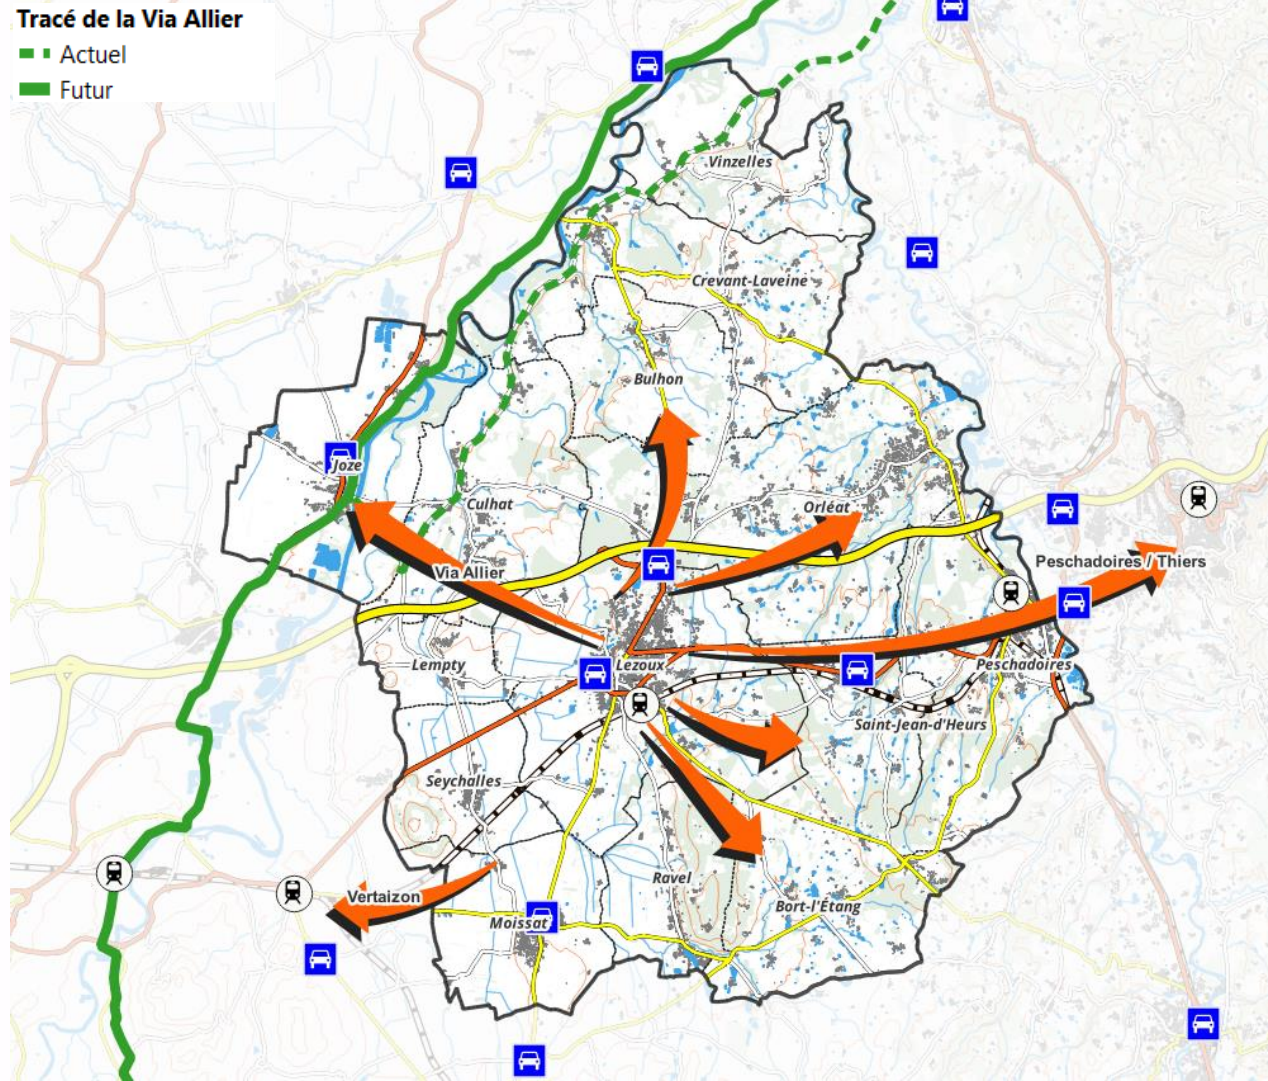 Tracé de la Via Allier
Actuel
Futur
Vinzelles
Crevant-Laveine
Bulhon
Joze
Culhat
Orléat
Via Allier
Peschadoires / Thiers
Lempty
Lezoux
Peschadoires
Saint-Jean-d'Heurs
Seychalles
Ravel
Vertaizon
Bort-l'Étang
Moissat